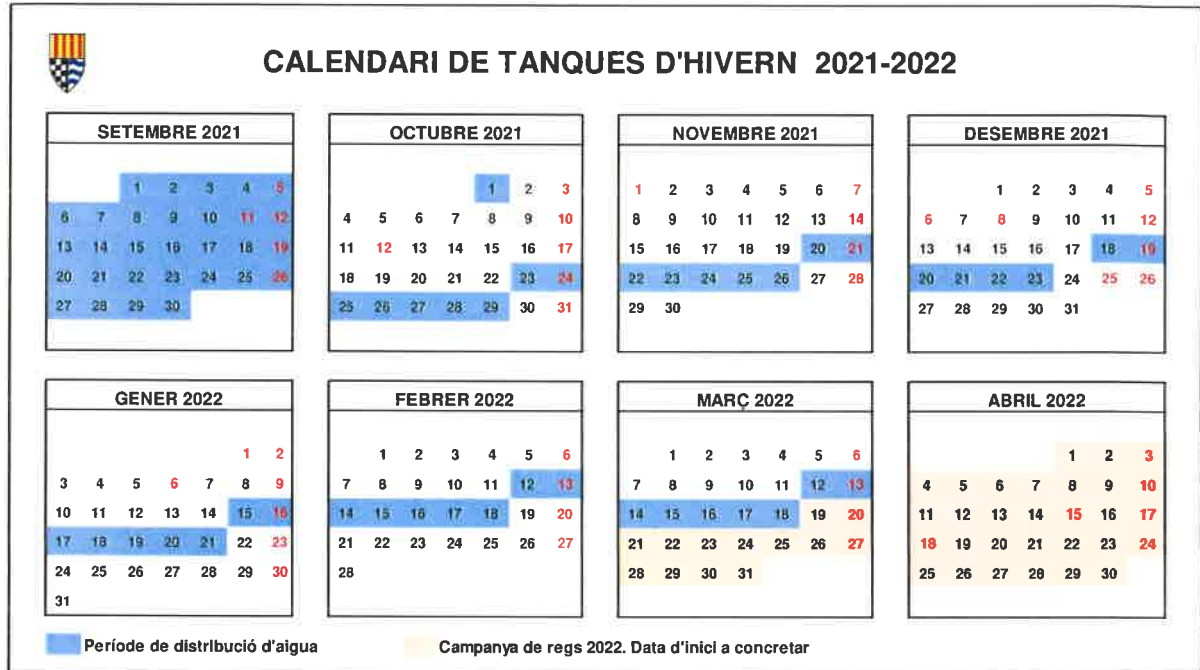 CALENDARI DE TANQUES D'HIVERN 2021-2022
SETEMBRE 2021
1 2 3 4 5
6 7 8 9 10 11 12
13 14 15 16 17 18 19
20 21 22 23 24 25 26
27 28 29 30
OCTUBRE 2021
1 2 3
4 5 6 7 8 9 10
11 12 13 14 15 16 17
18 19 20 21 22 23 24
25 26 27 28 29 30 31
NOVEMBRE 2021
1 2 3 4 5 6 7
8 9 10 11 12 13 14
15 16 17 18 19 20 21
22 23 24 25 26 27 28
29 30
DESEMBRE 2021
1 2 3 4 5
6 7 8 9 10 11 12
13 14 15 16 17 18 19
20 21 22 23 24 25 26
27 28 29 30 31
GENER 2022
1 2
3 4 5 6 7 8 9
10 11 12 13 14 15 16
17 18 19 20 21 22 23
24 25 26 27 28 29 30
31
FEBRER 2022
1 2 3 4 5 6
7 8 9 10 11 12 13
14 15 16 17 18 19 20
21 22 23 24 25 26 27
28
MARÇ 2022
1 2 3 4 5 6
7 8 9 10 11 12 13
14 15 16 17 18 19 20
21 22 23 24 25 26 27
28 29 30 31
ABRIL 2022
1 2 3
4 5 6 7 8 9 10
11 12 13 14 15 16 17
18 19 20 21 22 23 24
25 26 27 28 29 30
Període de distribució d'aigua
Campanya de regs 2022. Data d'inici a concretar